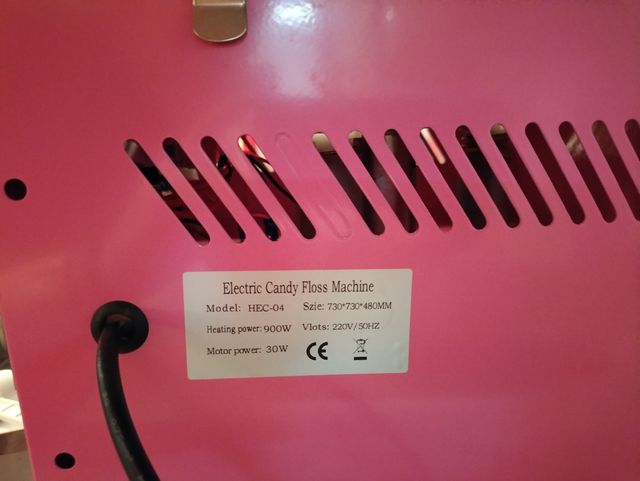 Electric Candy Floss Machine
Model: HEC-04 Szie: 730*730*480MM
Heating power: 900W Vlots: 220V/50HZ
Motor power: 30W CE